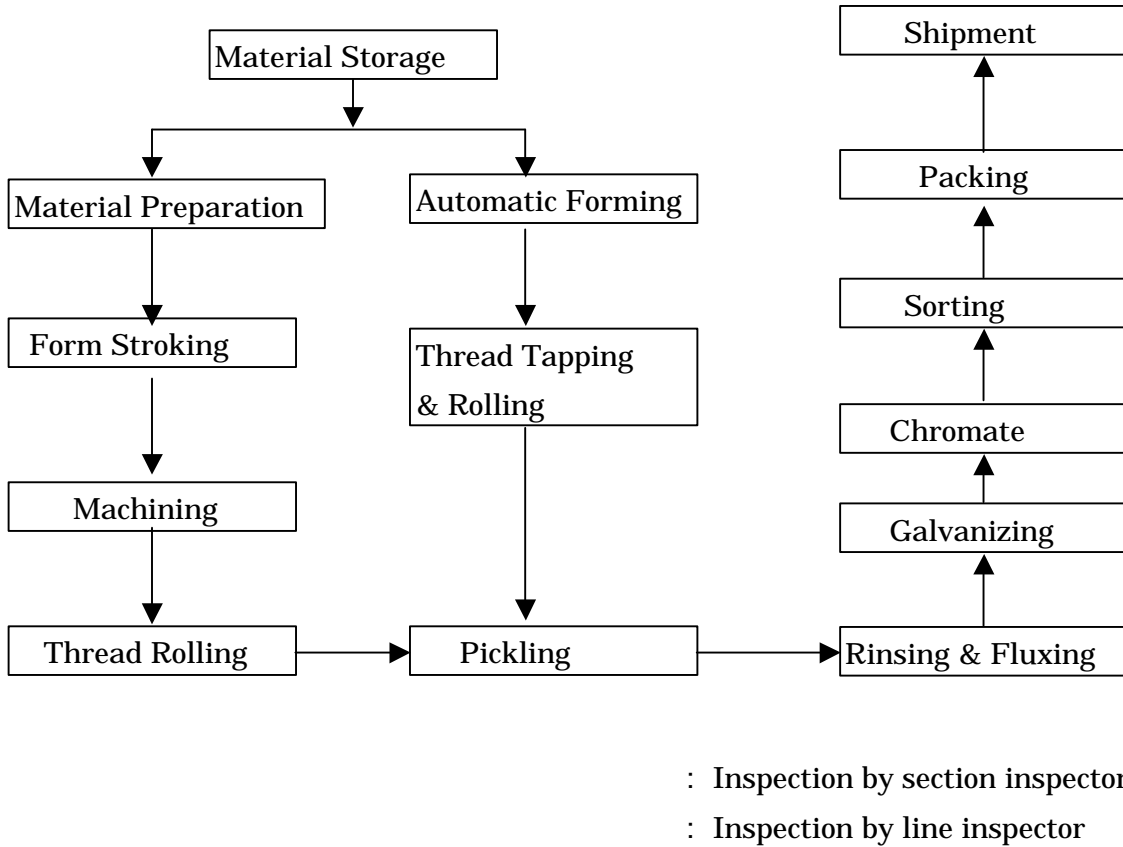 Material Storage
Material Preparation
Form Stroking
Machining
Thread Rolling
Automatic Forming
Thread Tapping
& Rolling
Pickling
Rinsing & Fluxing
Galvanizing
Chromate
Sorting
Packing
Shipment
: Inspection by section inspector
: Inspection by line inspector